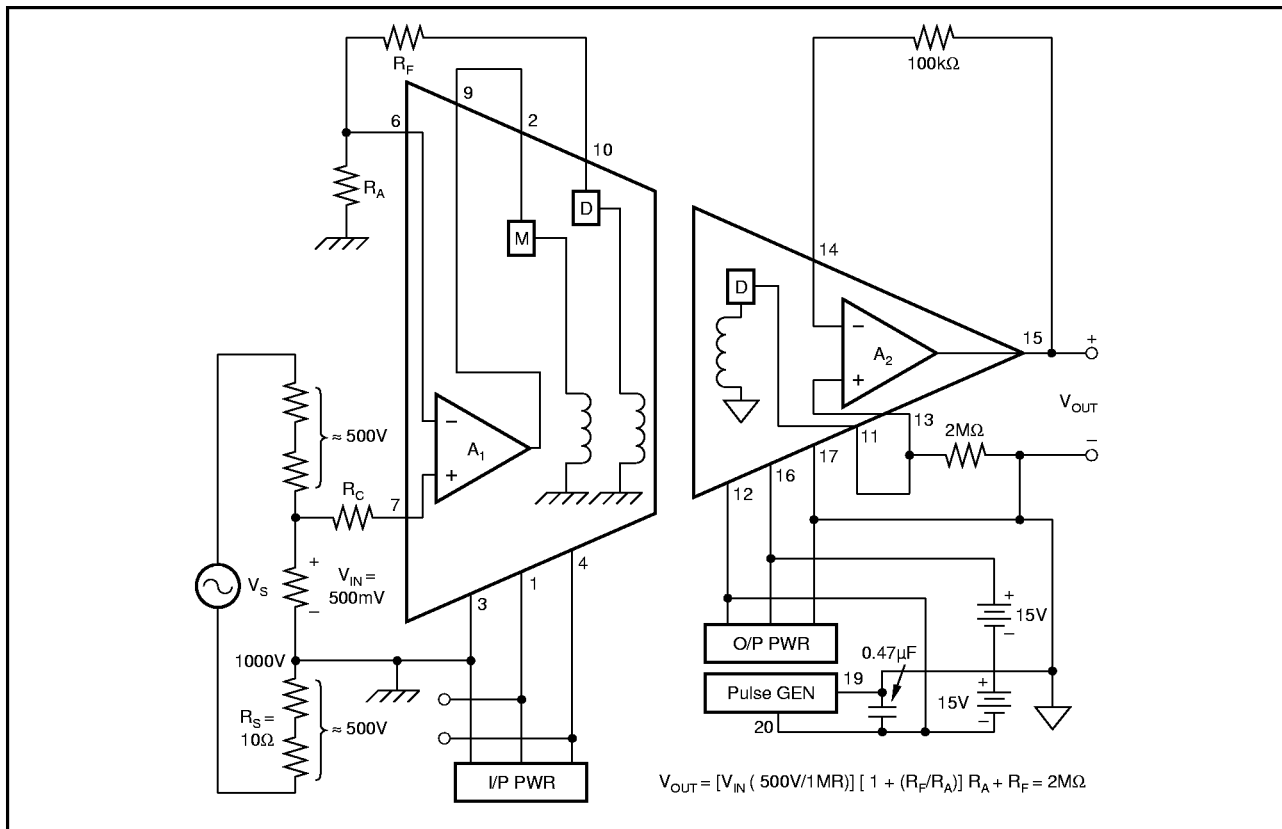 R_F
100kΩ
9
2
6
10
R_A
D
M
14
D
−
A₂
15
+
+
13
V_OUT
11
2MΩ
−
17
16
12
≈ 500V
−
A₁
+
R_C
7
4
+
V_S
V_IN =
500mV
−
1
3
+
15V
−
O/P PWR
0.47µF
1000V
19
Pulse GEN
+
15V
−
20
R_S =
10Ω
≈ 500V
I/P PWR
V_OUT = [V_IN ( 500V/1MR)] [ 1 + (R_F/R_A)] R_A + R_F = 2MΩ